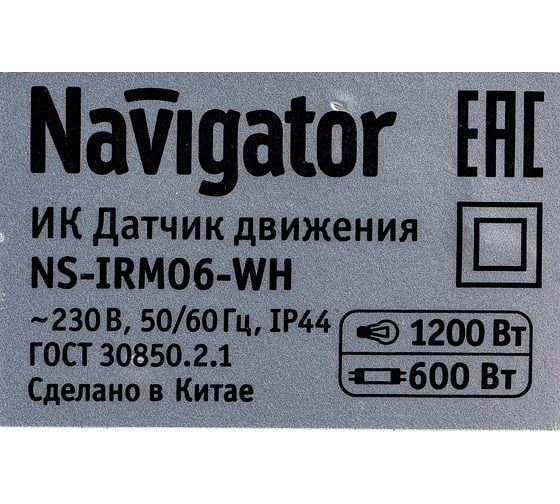 Navigator EAC
ИК Датчик движения
NS-IRM06-WH
~230 В, 50/60 Гц, IP44
1200 Вт
ГОСТ 30850.2.1
600 Вт
Сделано в Китае